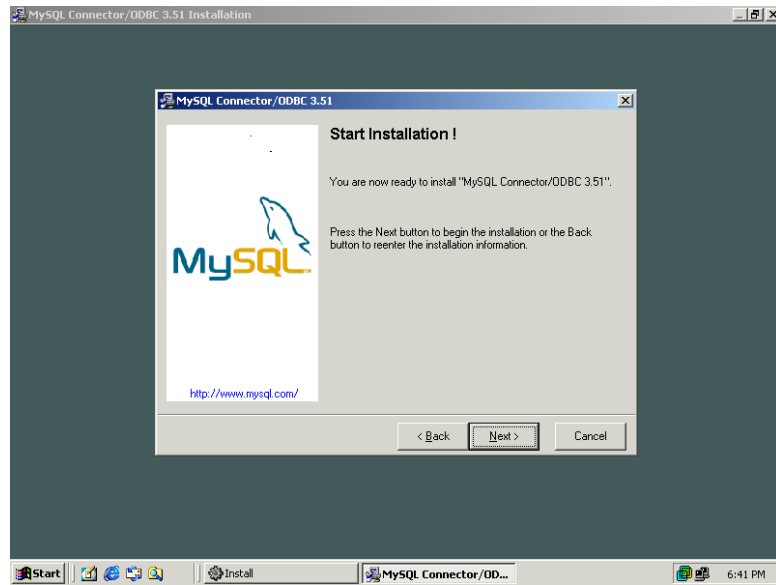 MySQL Connector/ODBC 3.51 Installation
MySQL Connector/ODBC 3.51
Start Installation !
You are now ready to install "MySQL Connector/ODBC 3.51".
Press the Next button to begin the installation or the Back
button to reenter the installation information.
MySQL
http://www.mysql.com/
< Back
Next >
Cancel
Start
Install
MySQL Connector/OD...
6:41 PM